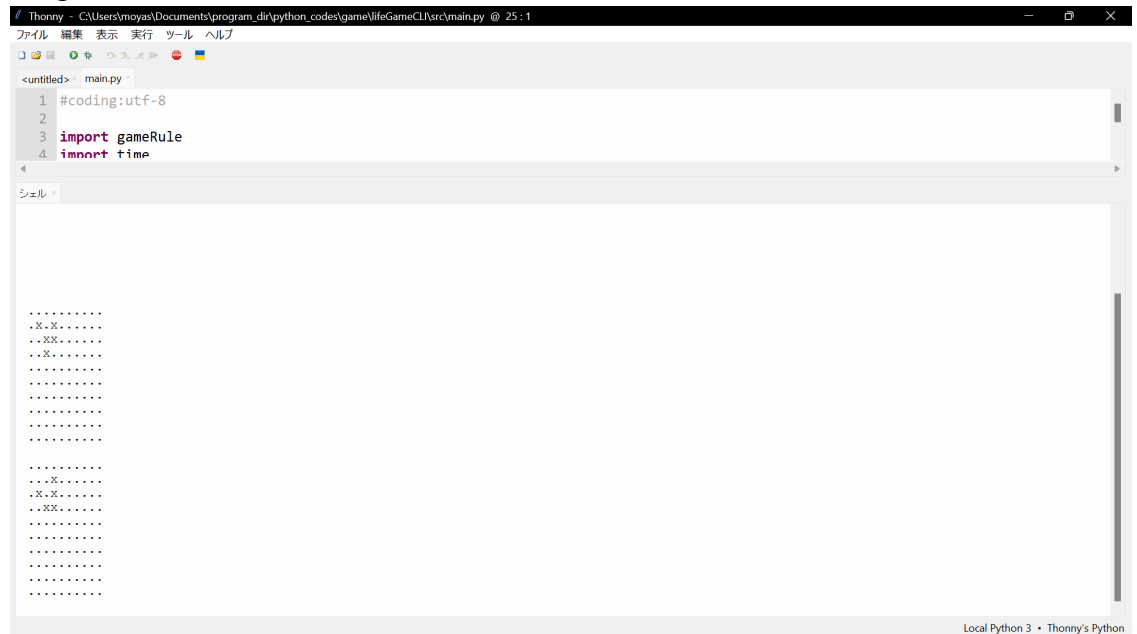 Thonny - C:\Users\moyas\Documents\program_dir\python_codes\game\lifeGameCLI\src\main.py @ 25 : 1
ファイル 編集 表示 実行 ツール ヘルプ
<untitled> × main.py ×
1 #coding:utf-8
2
3 import gameRule
4 import time
シェル ×
..........
.x.x......
..xx......
..x.......
..........
..........
..........
..........
..........
..........
...x......
.x.x......
..xx......
..........
..........
..........
..........
..........
..........
Local Python 3 • Thonny's Python